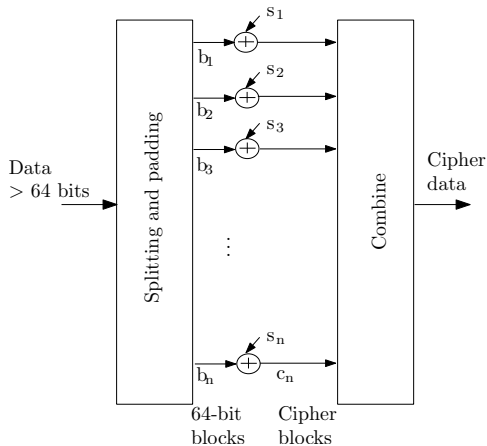 s1
b1
s2
b2
s3
b3
Data
> 64 bits
Splitting and padding
Combine
Cipher
data
...
sn
bn
cn
64-bit
blocks
Cipher
blocks